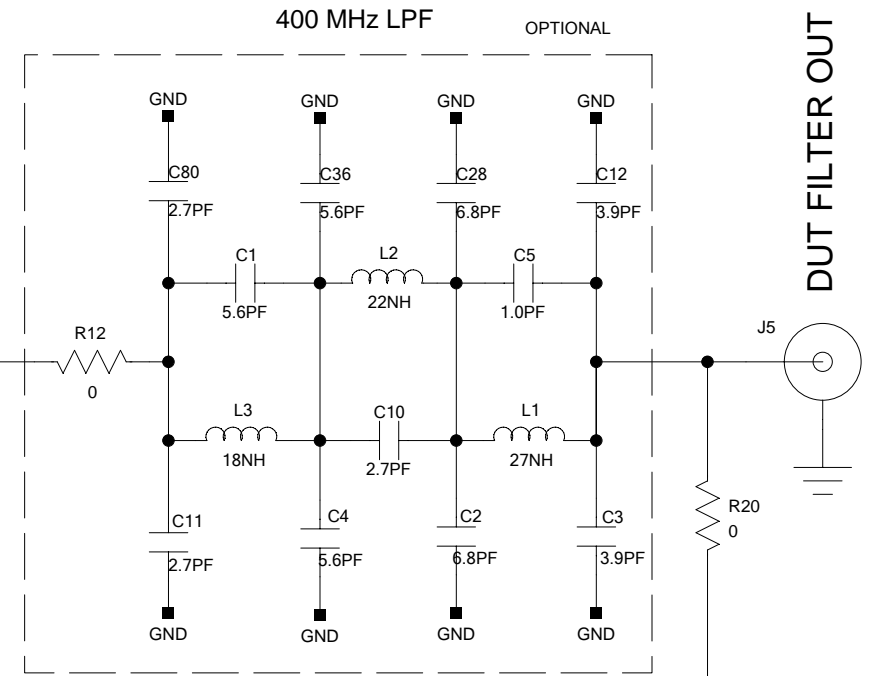 400 MHz LPF
OPTIONAL
DUT FILTER OUT
GND
GND
GND
GND
C80
2.7PF
C36
5.6PF
C28
6.8PF
C12
3.9PF
C1
5.6PF
L2
22NH
C5
1.0PF
R12
0
J5
L3
18NH
C10
2.7PF
L1
27NH
C11
2.7PF
C4
5.6PF
C2
6.8PF
C3
3.9PF
R20
0
GND
GND
GND
GND